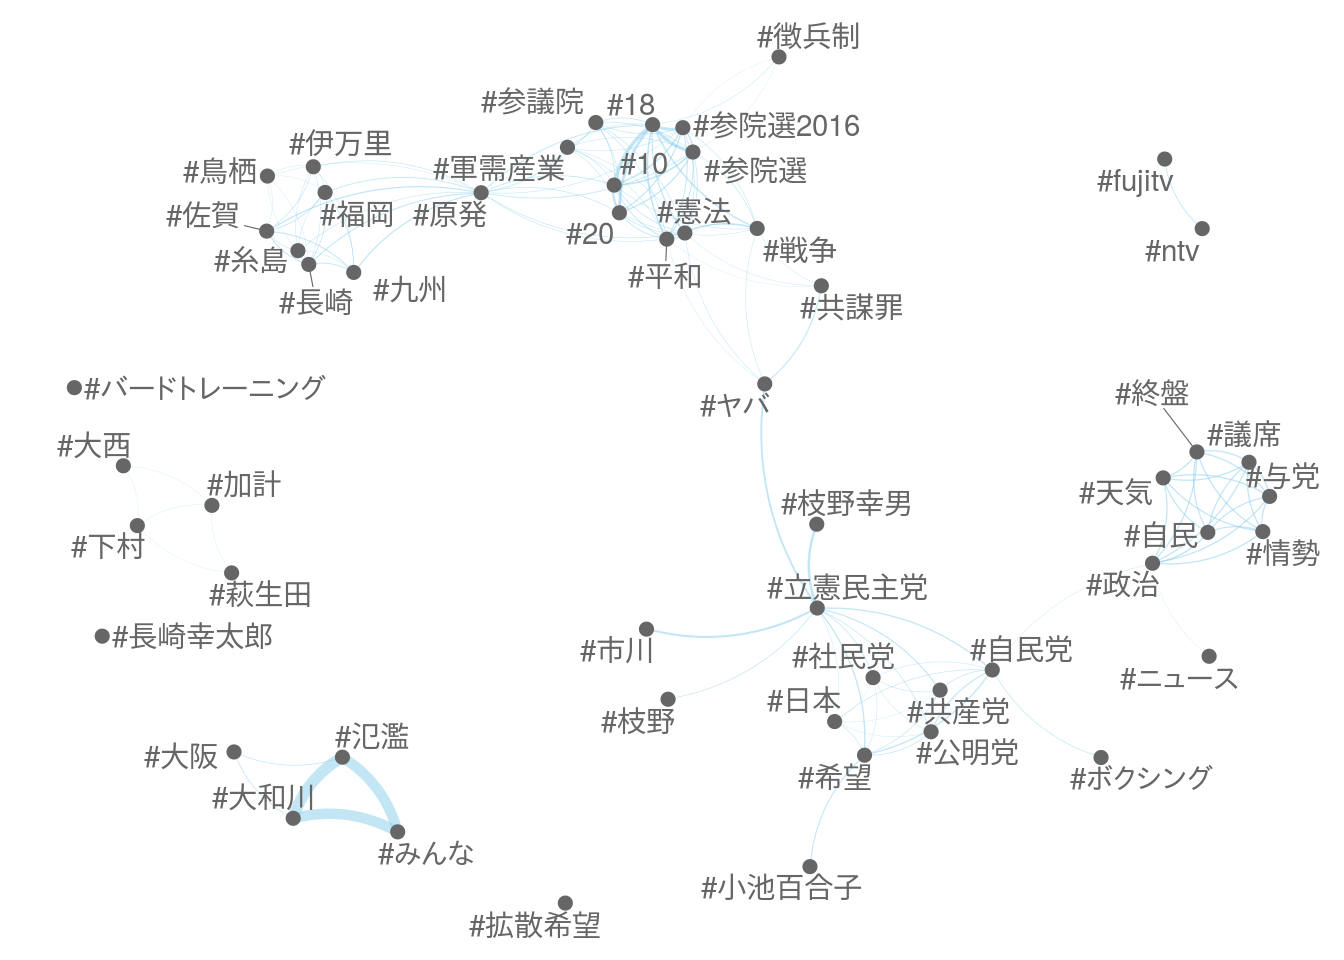 #徴兵制
#参議院
#18
#参院選2016
#伊万里
#鳥栖
#軍需産業
#10
#参院選
#fujitv
#佐賀
#福岡
#原発
#憲法
#20
#戦争
#ntv
#糸島
#平和
#長崎
#九州
#共謀罪
#バードトレーニング
#ヤバ
#終盤
#大西
#議席
#与党
#加計
#天気
#枝野幸男
#自民
#下村
#情勢
#政治
#立憲民主党
#萩生田
#長崎幸太郎
#市川
#社民党
#自民党
#ニュース
#日本
#共産党
#枝野
#氾濫
#大阪
#公明党
#希望
#ボクシング
#大和川
#みんな
#小池百合子
#拡散希望